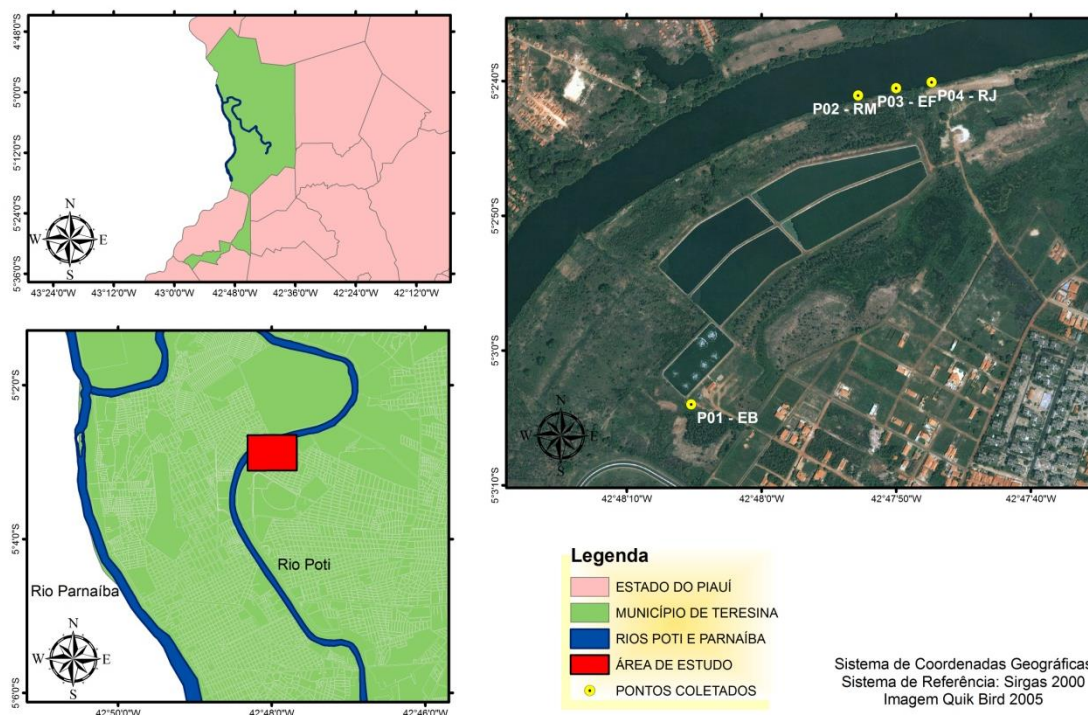 4°48'0"S
5°0'0"S
5°12'0"S
5°24'0"S
5°36'0"S
N
W E
S
43°24'0"W 43°12'0"W 43°0'0"W 42°48'0"W 42°36'0"W 42°24'0"W 42°12'0"W
5°2'40"S
5°2'50"S
5°3'0"S
5°3'10"S
P02 - RM P03 - EF P04 - RJ
P01 - EB
N
W E
S
42°48'10"W 42°48'0"W 42°47'50"W 42°47'40"W
5°2'0"S
5°4'0"S
5°6'0"S
Rio Poti
Rio Parnaíba
N
W E
S
42°50'0"W 42°48'0"W 42°46'0"W
Legenda
ESTADO DO PIAUÍ
MUNICÍPIO DE TERESINA
RIOS POTI E PARNAÍBA
ÁREA DE ESTUDO
PONTOS COLETADOS
Sistema de Coordenadas Geográficas
Sistema de Referência: Sirgas 2000
Imagem Quik Bird 2005